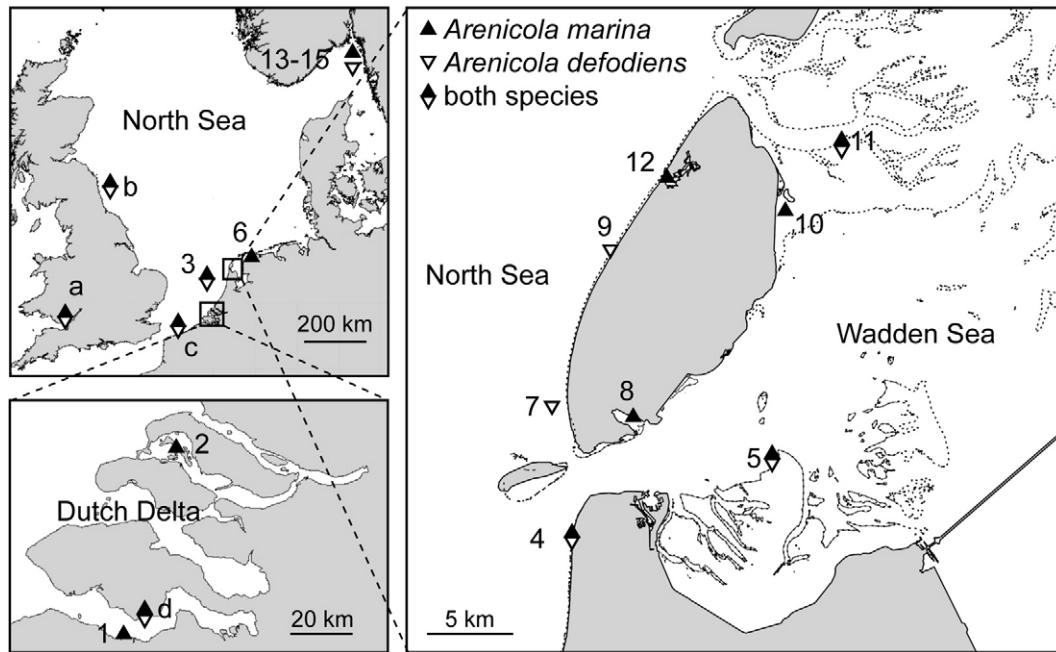 13-15
North Sea
b
6
3
a
c
200 km
2
Dutch Delta
d
1
20 km
Arenicola marina
Arenicola defodiens
both species
11
12
10
9
North Sea
Wadden Sea
7
8
5
4
5 km